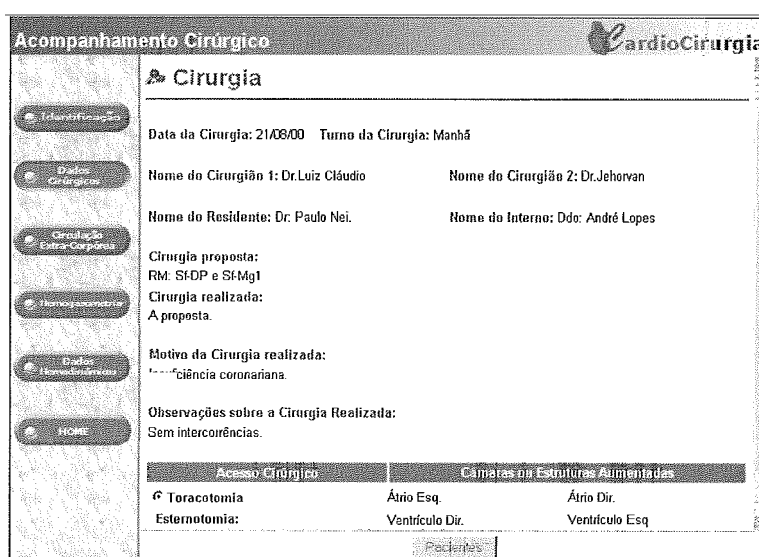 Acompanhamento Cirúrgico
CardioCirurgia
Cirurgia
Identificação
Data da Cirurgia: 21/08/00 Turno da Cirurgia: Manhã
Dados
Cirúrgicos
Nome do Cirurgião 1: Dr.Luiz Cláudio Nome do Cirurgião 2: Dr.Jehorvan
Nome do Residente: Dr. Paulo Nei. Nome do Interno: Ddo: André Lopes
Circulação
Extra-Corpórea
Cirurgia proposta:
RM: Sf-DP e Sf-Mg1
Cirurgia realizada:
A proposta.
Hemogasometria
Motivo da Cirurgia realizada:
Dados
Hemodinâmicos
Observações sobre a Cirurgia Realizada:
Sem intercorrências.
HOME
Acesso Cirúrgico Câmaras ou Estruturas Aumentadas
Toracotomia Átrio Esq. Átrio Dir.
Esternotomia: Ventrículo Dir. Ventrículo Esq
Pacientes